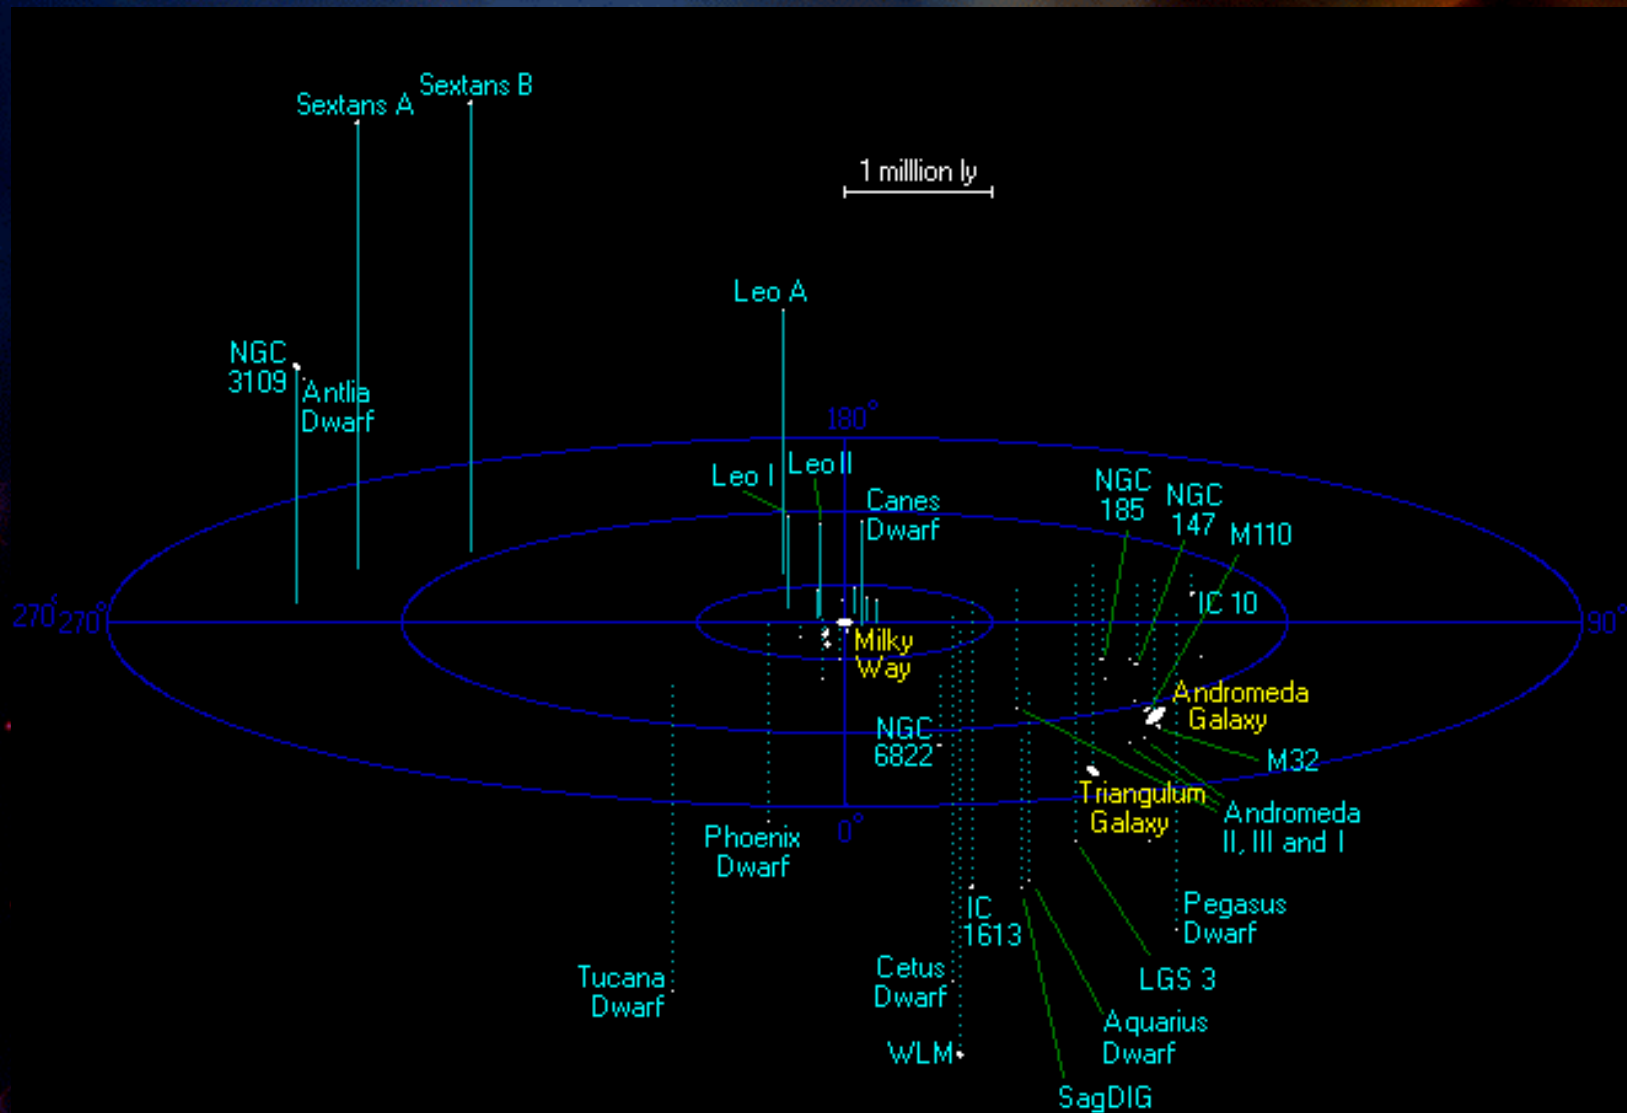 Sextans B
Sextans A
1 milllion ly
Leo A
NGC
3109
Antlia
Dwarf
180°
Leo I
Leo II
Canes
Dwarf
NGC
185
NGC
147
M110
270°
270°
IC 10
90°
Milky
Way
Andromeda
Galaxy
NGC
6822
M32
Triangulum
Galaxy
Andromeda
II, III and I
Phoenix
Dwarf
0°
IC
1613
Pegasus
Dwarf
Tucana
Dwarf
Cetus
Dwarf
LGS 3
Aquarius
Dwarf
WLM
SagDIG